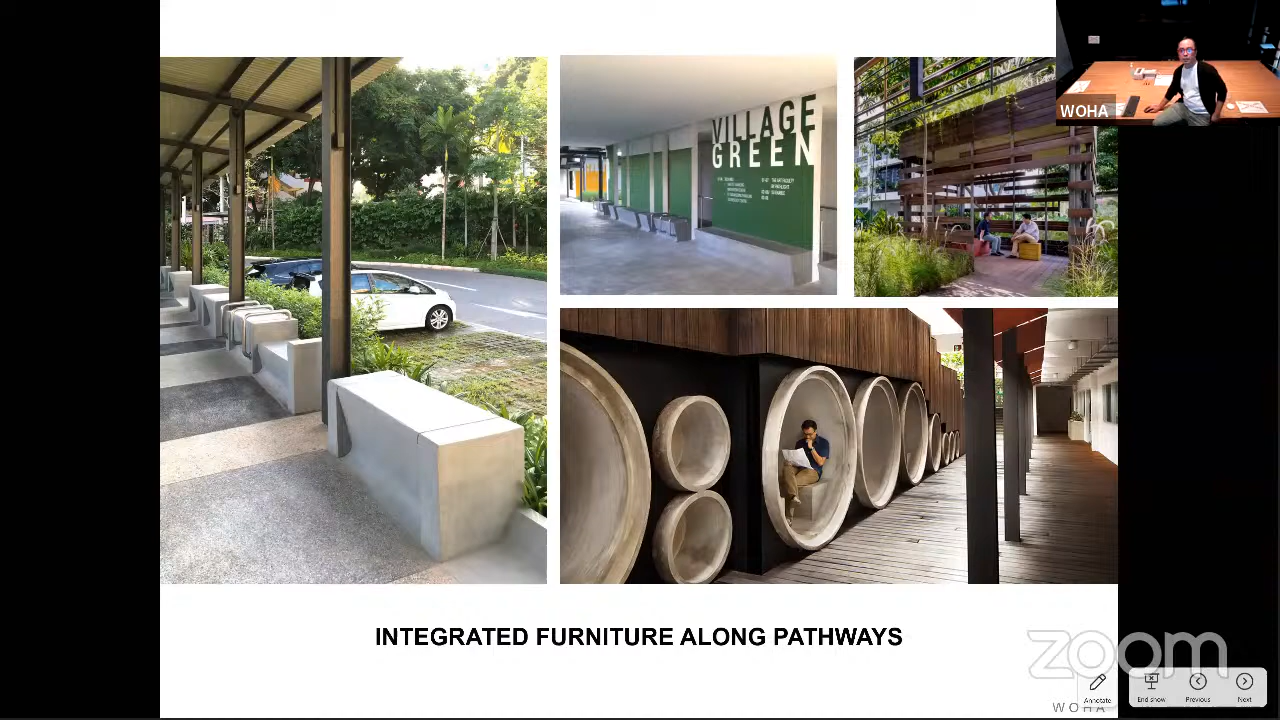 WOHA
VILLAGE
GREEN
INTEGRATED FURNITURE ALONG PATHWAYS
zoom
WOHA
Annotate
End show
Previous
Next